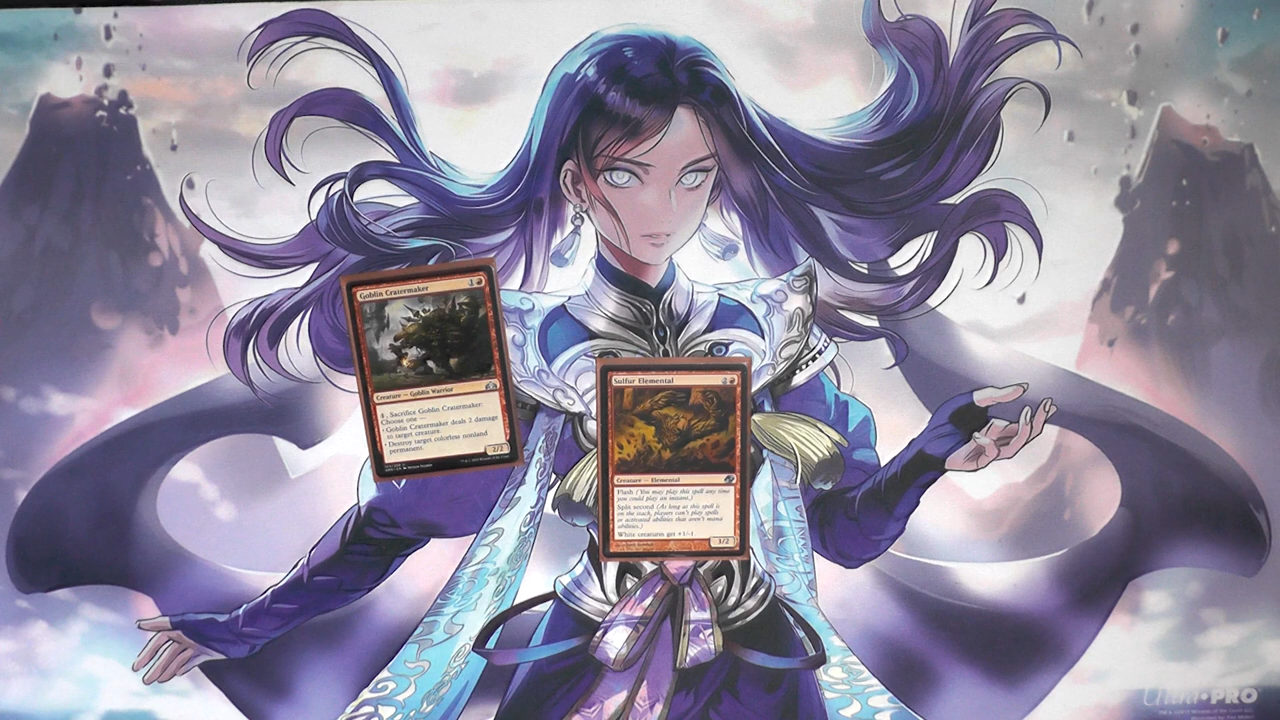 Goblin Cratermaker 1
Creature — Goblin Warrior
1, Sacrifice Goblin Cratermaker:
Choose one —
• Goblin Cratermaker deals 2 damage
to target creature.
• Destroy target colorless nonland
permanent.
2/2
Sulfur Elemental 2
Creature — Elemental
Flash (You may play this spell any time
you could play an instant.)
Split second (As long as this spell is
on the stack, players can't play spells
or activated abilities that aren't mana
abilities.)
White creatures get +1/-1.
3/2
Ultra•PRO